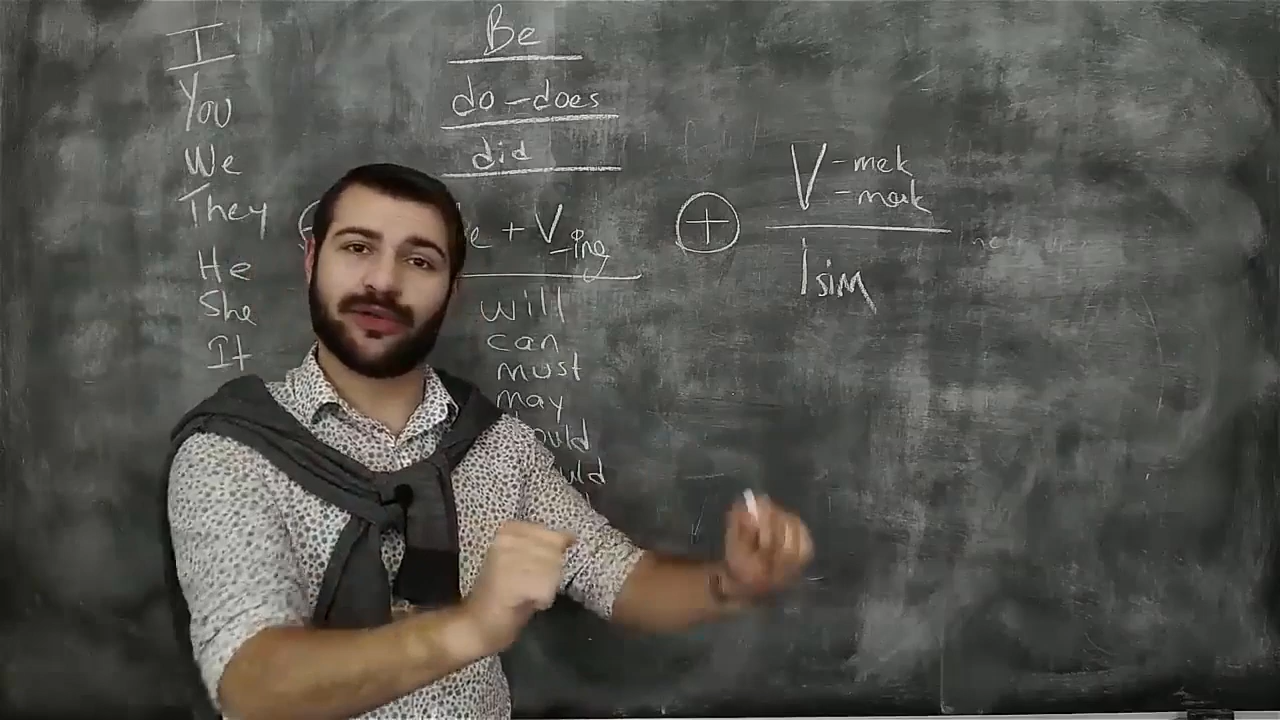 I
You
We
They
He
She
It
Be
do-does
did
+ V
-ing
will
can
must
may
+
V -mek
-mak
İsim